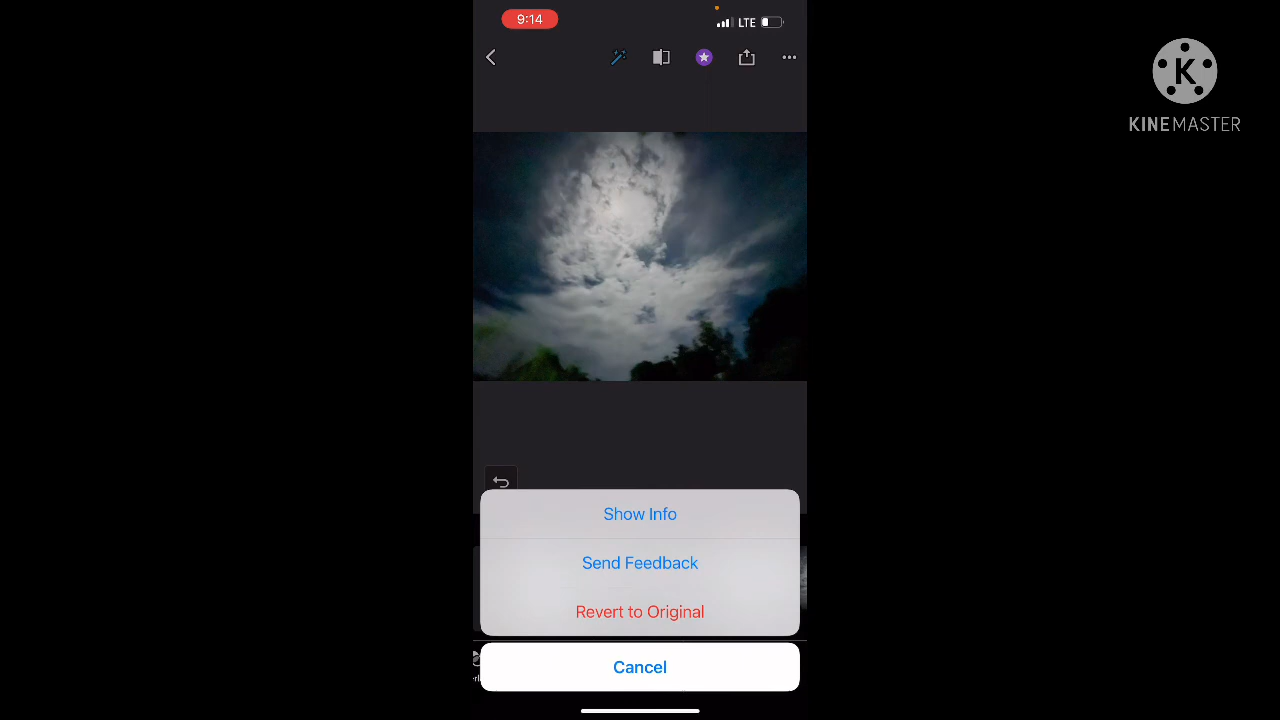 9:14
LTE
K
KINEMASTER
Show Info
Send Feedback
Revert to Original
Cancel